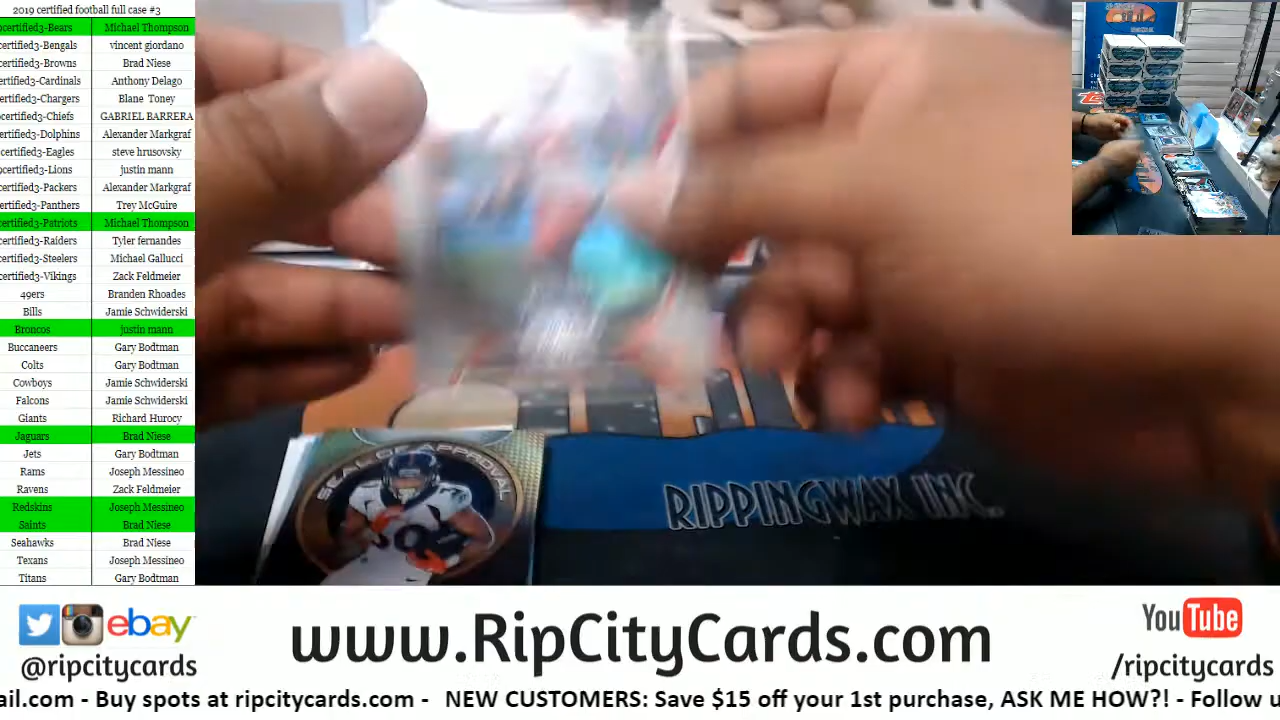 2019 certified football full case #3
certified3-Bears Michael Thompson
certified3-Bengals vincent giordano
certified3-Browns Brad Niese
certified3-Cardinals Anthony Delago
certified3-Chargers Blane Toney
certified3-Chiefs GABRIEL BARRERA
ertified3-Dolphins Alexander Markgraf
certified3-Eagles steve hrusovsky
certified3-Lions justin mann
certified3-Packers Alexander Markgraf
ertified3-Panthers Trey McGuire
certified3-Patriots Michael Thompson
certified3-Raiders Tyler fernandes
certified3-Steelers Michael Gallucci
certified3-Vikings Zack Feldmeier
49ers Branden Rhoades
Bills Jamie Schwiderski
Broncos justin mann
Buccaneers Gary Bodtman
Colts Gary Bodtman
Cowboys Jamie Schwiderski
Falcons Jamie Schwiderski
Giants Richard Hurocy
Jaguars Brad Niese
Jets Gary Bodtman
Rams Joseph Messineo
Ravens Zack Feldmeier
Redskins Joseph Messineo
Saints Brad Niese
Seahawks Brad Niese
Texans Joseph Messineo
Titans Gary Bodtman
SEAL OF APPROVAL
RIPPINGWAX INC.
ebay
@ripcitycards
www.RipCityCards.com
YouTube
/ripcitycards
ail.com - Buy spots at ripcitycards.com - NEW CUSTOMERS: Save $15 off your 1st purchase, ASK ME HOW?! - Follow u